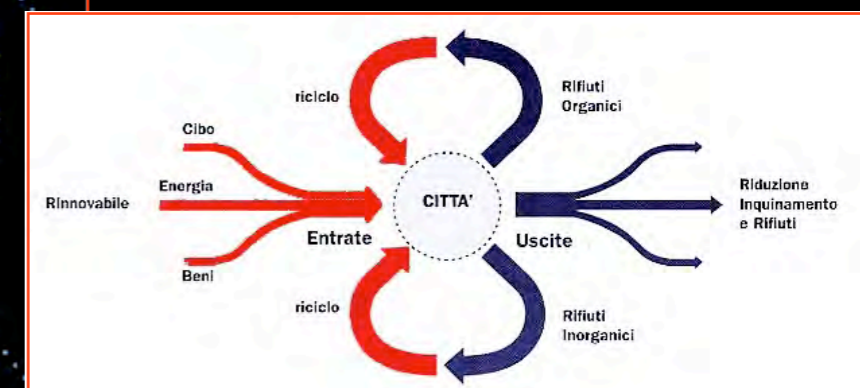 riciclo
Rifiuti
Organici
Cibo
Rinnovabile
Energia
CITTA'
Riduzione
Inquinamento
e Rifiuti
Entrate
Uscite
Beni
riciclo
Rifiuti
Inorganici